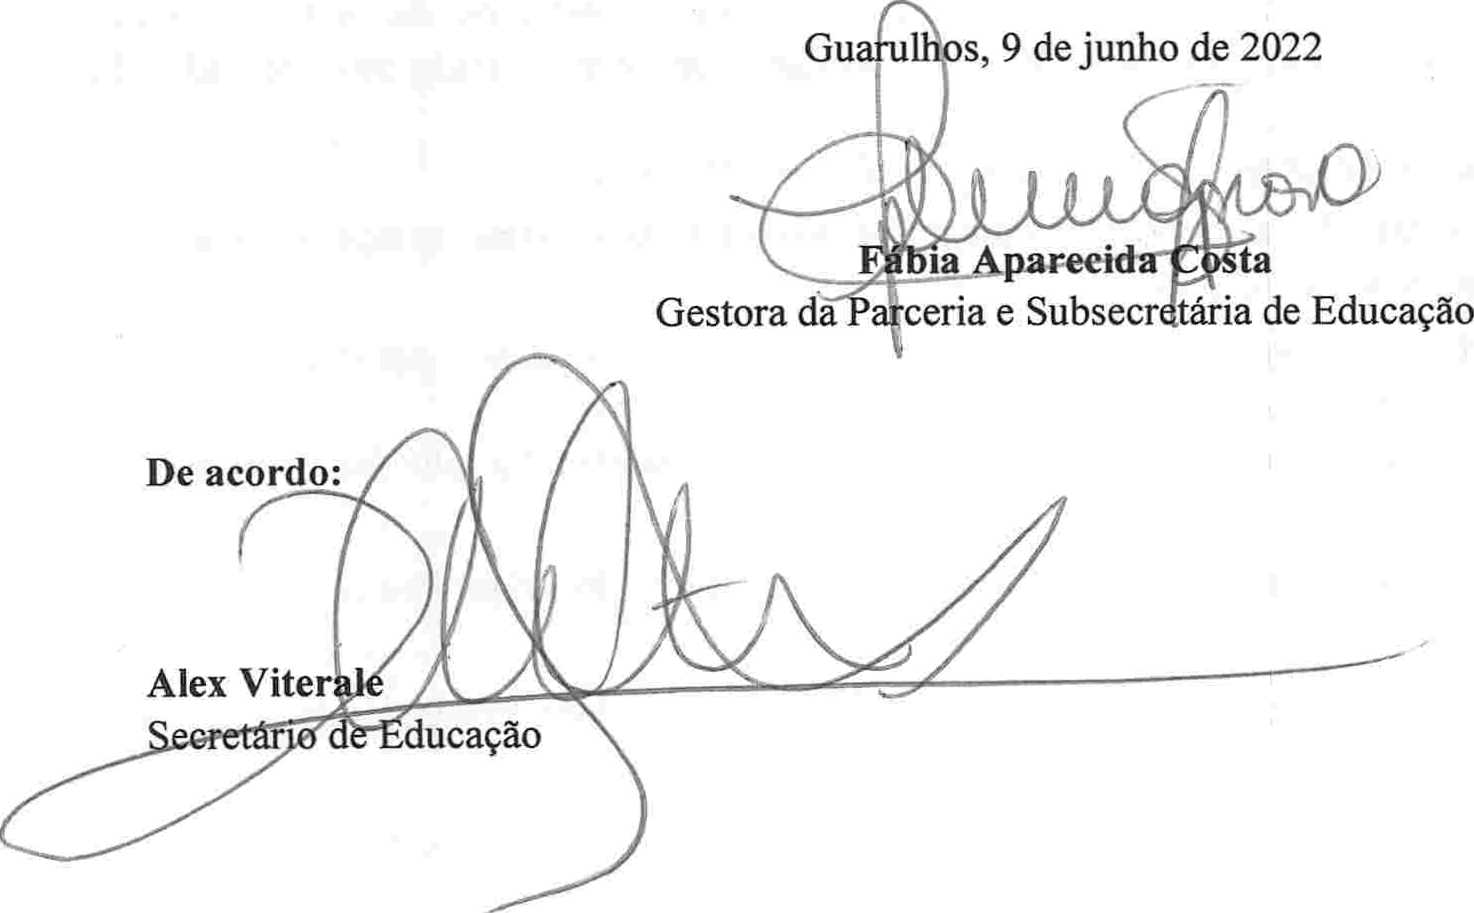 Guarulhos, 9 de junho de 2022
Fábia Aparecida Costa
Gestora da Parceria e Subsecretária de Educação
De acordo:
Alex Viterale
Secretário de Educação